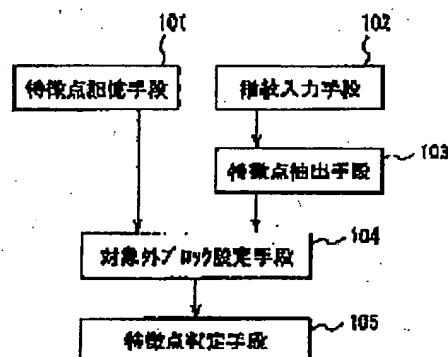 101
102
特徴点記憶手段
指紋入力手段
103
特徴点抽出手段
104
対象外ブロック設定手段
105
特徴点判定手段